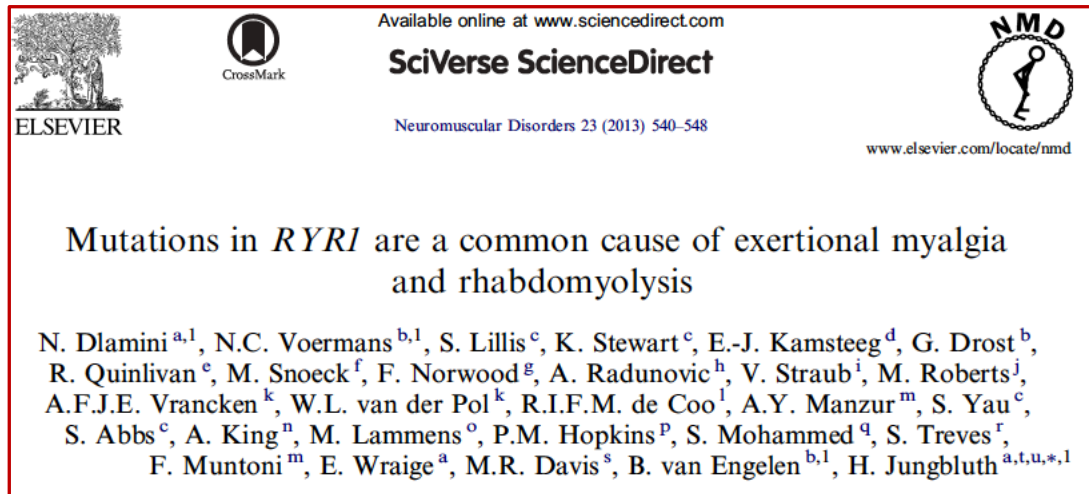 Available online at www.sciencedirect.com
SciVerse ScienceDirect
CrossMark
ELSEVIER
Neuromuscular Disorders 23 (2013) 540–548
NMD
www.elsevier.com/locate/nmd
Mutations in RYR1 are a common cause of exertional myalgia
and rhabdomyolysis
N. Dlamini a,1, N.C. Voermans b,1, S. Lillis c, K. Stewart c, E.-J. Kamsteeg d, G. Drost b,
R. Quinlivan e, M. Snoeck f, F. Norwood g, A. Radunovic h, V. Straub i, M. Roberts j,
A.F.J.E. Vrancken k, W.L. van der Pol k, R.I.F.M. de Coo l, A.Y. Manzur m, S. Yau c,
S. Abbs c, A. King n, M. Lammens o, P.M. Hopkins p, S. Mohammed q, S. Treves r,
F. Muntoni m, E. Wraige a, M.R. Davis s, B. van Engelen b,1, H. Jungbluth a,t,u,*,1